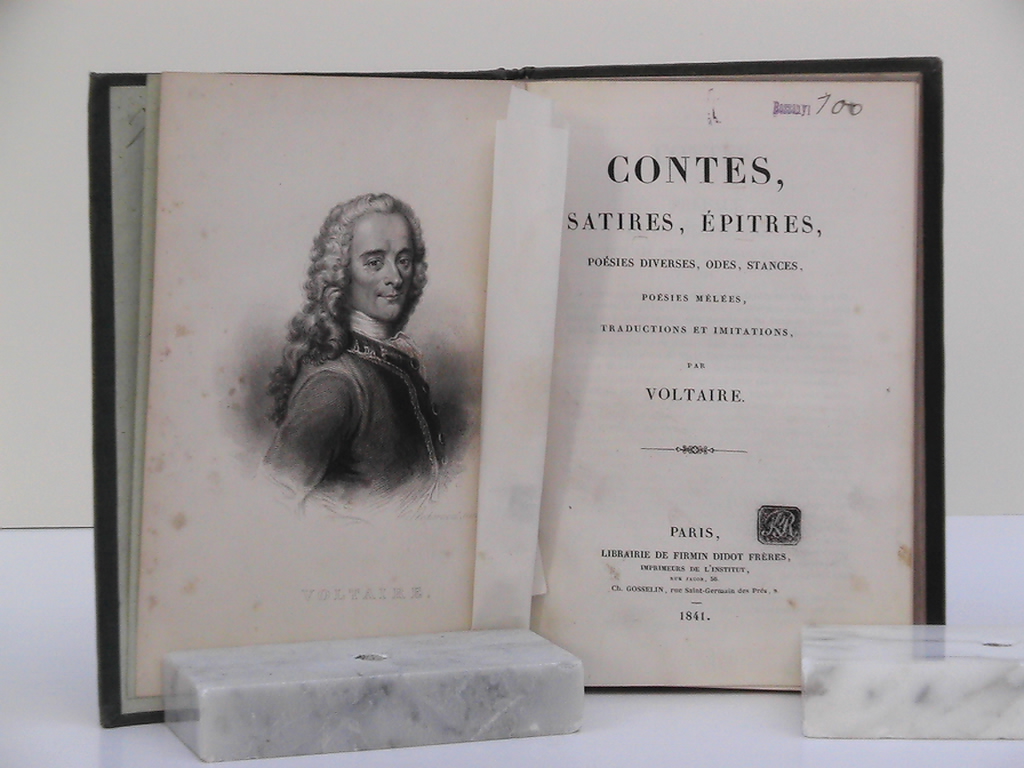 VOLTAIRE.
100
CONTES,
SATIRES, ÉPITRES,
POÉSIES DIVERSES, ODES, STANCES,
POÉSIES MÊLÉES,
TRADUCTIONS ET IMITATIONS,
PAR
VOLTAIRE.
PARIS,
LIBRAIRIE DE FIRMIN DIDOT FRÈRES,
IMPRIMEURS DE L'INSTITUT,
RUE JACOB, 56.
Ch. GOSSELIN, rue Saint-Germain des Prés, 9
1841.